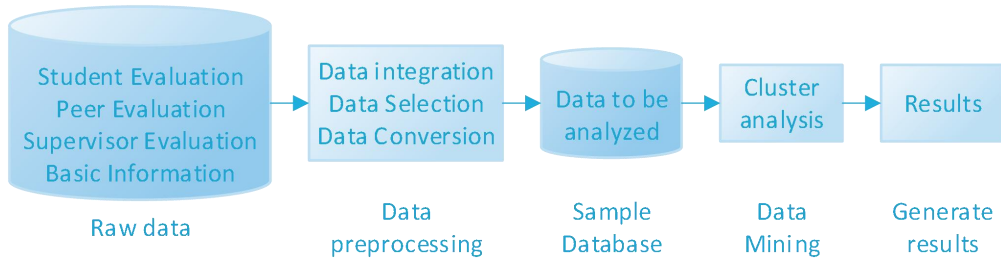 Student Evaluation
Peer Evaluation
Supervisor Evaluation
Basic Information
Raw data
Data integration
Data Selection
Data Conversion
Data
preprocessing
Data to be
analyzed
Sample
Database
Cluster
analysis
Data
Mining
Results
Generate
results